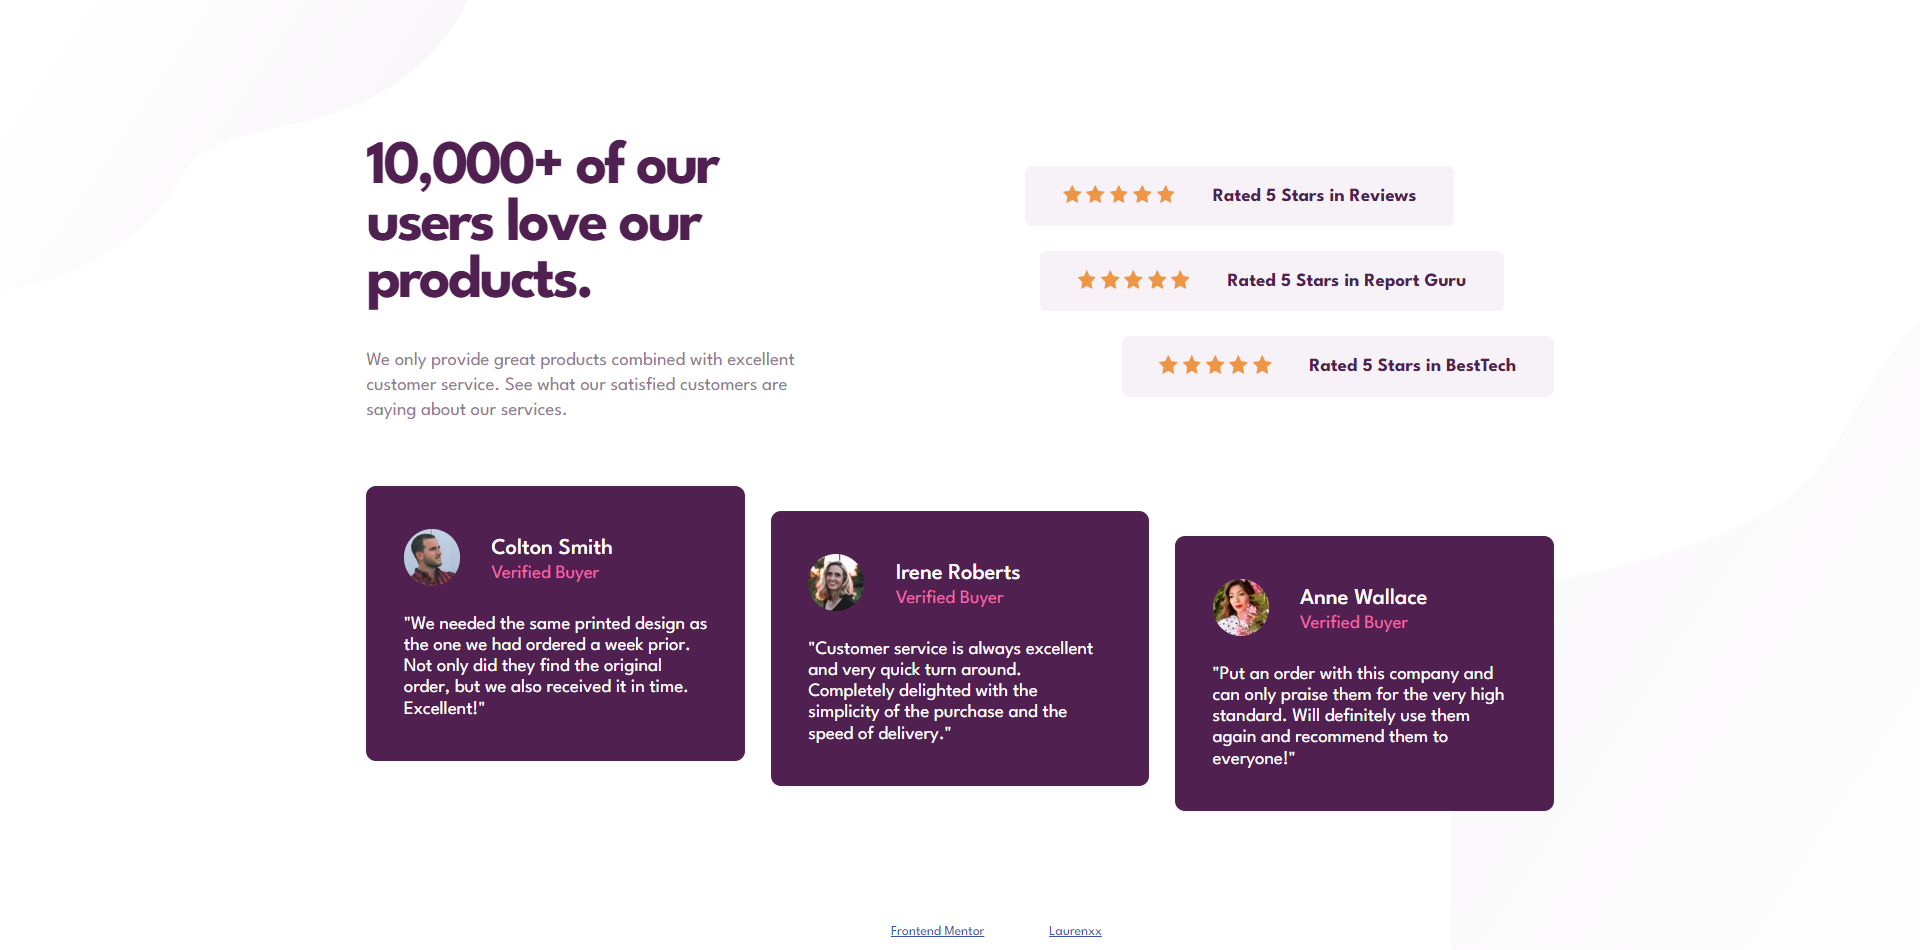 10,000+ of our
users love our
products.
We only provide great products combined with excellent
customer service. See what our satisfied customers are
saying about our services.
Rated 5 Stars in Reviews
Rated 5 Stars in Report Guru
Rated 5 Stars in BestTech
Colton Smith
Verified Buyer
"We needed the same printed design as
the one we had ordered a week prior.
Not only did they find the original
order, but we also received it in time.
Excellent!"
Irene Roberts
Verified Buyer
"Customer service is always excellent
and very quick turn around.
Completely delighted with the
simplicity of the purchase and the
speed of delivery."
Anne Wallace
Verified Buyer
"Put an order with this company and
can only praise them for the very high
standard. Will definitely use them
again and recommend them to
everyone!"
Frontend Mentor
Laurenxx